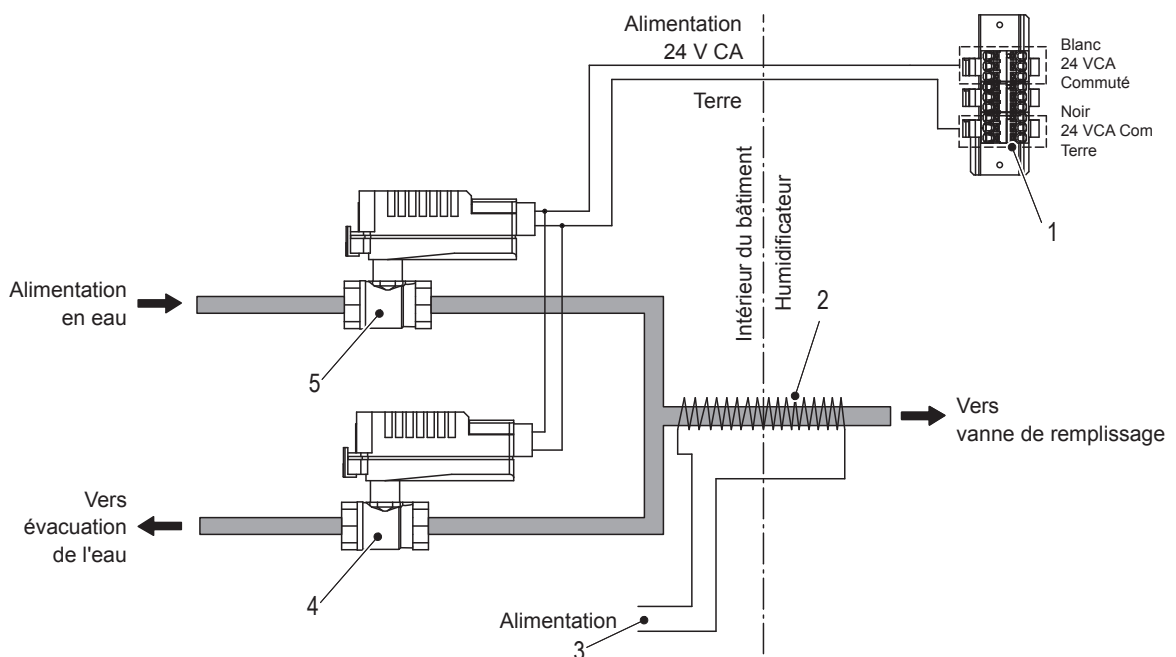 Alimentation
24 V CA
Terre
Blanc
24 VCA
Commuté
Noir
24 VCA Com
Terre
1
Intérieur du bâtiment
Humidificateur
Alimentation
en eau
5
2
Vers
vanne de remplissage
Vers
évacuation
de l'eau
4
Alimentation
3